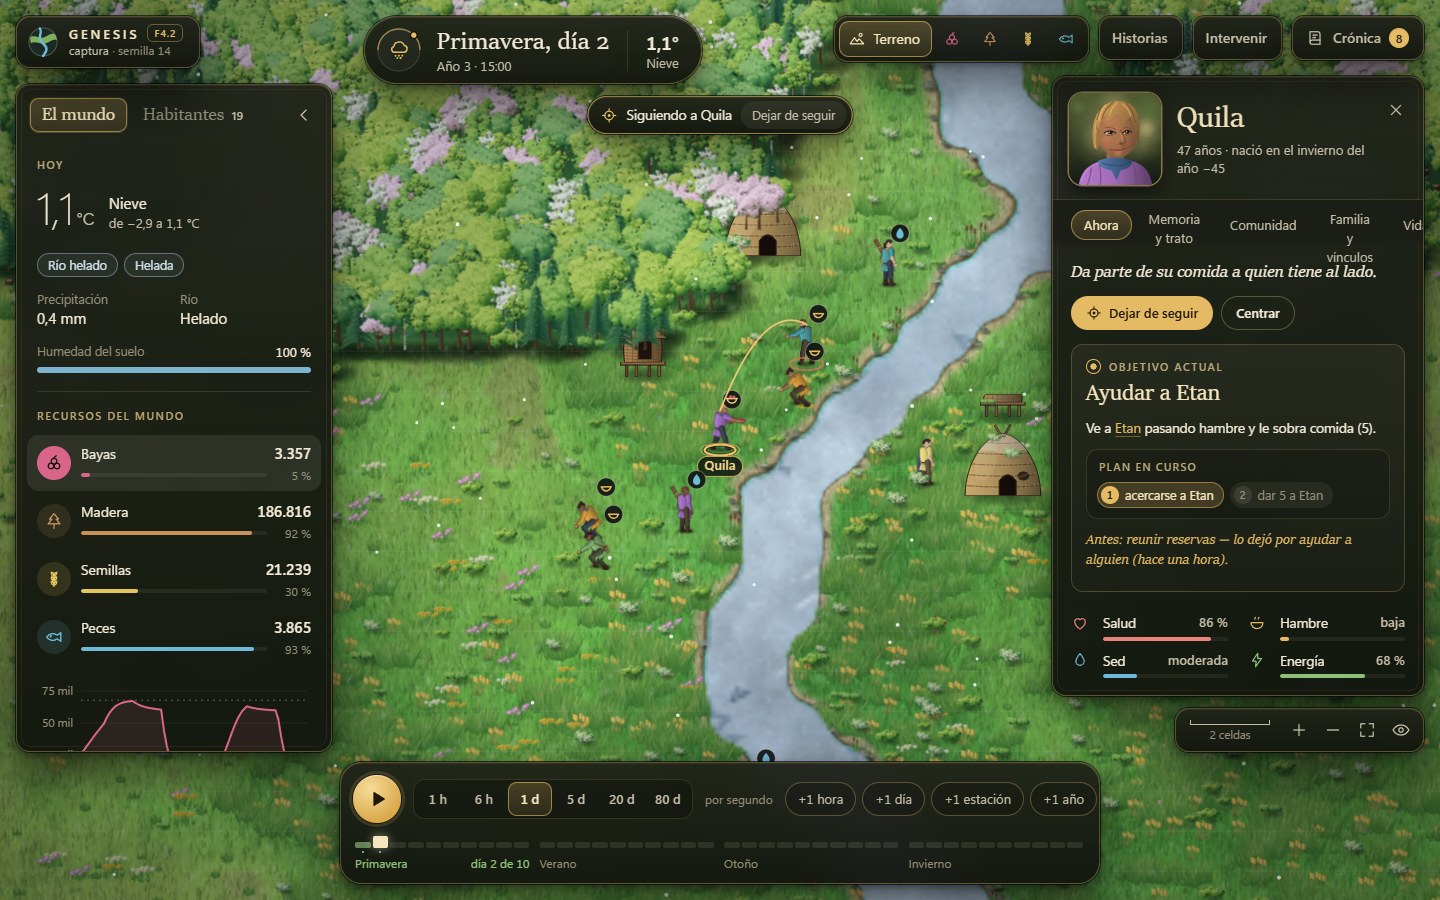 GENESIS F4.2
captura · semilla 14
Primavera, día 2
Año 3 · 15:00
1,1°
Nieve
Terreno
Historias
Intervenir
Crónica 8
Siguiendo a Quila Dejar de seguir
El mundo
Habitantes 19
HOY
1,1 °C
Nieve
de −2,9 a 1,1 °C
Río helado
Helada
Precipitación
0,4 mm
Río
Helado
Humedad del suelo 100 %
RECURSOS DEL MUNDO
Bayas 3.357
5 %
Madera 186.816
92 %
Semillas 21.239
30 %
Peces 3.865
93 %
75 mil
50 mil
Quila
Quila
47 años · nació en el invierno del
año −45
Ahora
Memoria
y trato
Comunidad
Familia
y
vínculos
Vid
Da parte de su comida a quien tiene al lado.
Dejar de seguir
Centrar
OBJETIVO ACTUAL
Ayudar a Etan
Ve a Etan pasando hambre y le sobra comida (5).
PLAN EN CURSO
1 acercarse a Etan
2 dar 5 a Etan
Antes: reunir reservas — lo dejó por ayudar a
alguien (hace una hora).
Salud 86 %
Hambre baja
Sed moderada
Energía 68 %
2 celdas
1 h
6 h
1 d
5 d
20 d
80 d
por segundo
+1 hora
+1 día
+1 estación
+1 año
Primavera
día 2 de 10
Verano
Otoño
Invierno